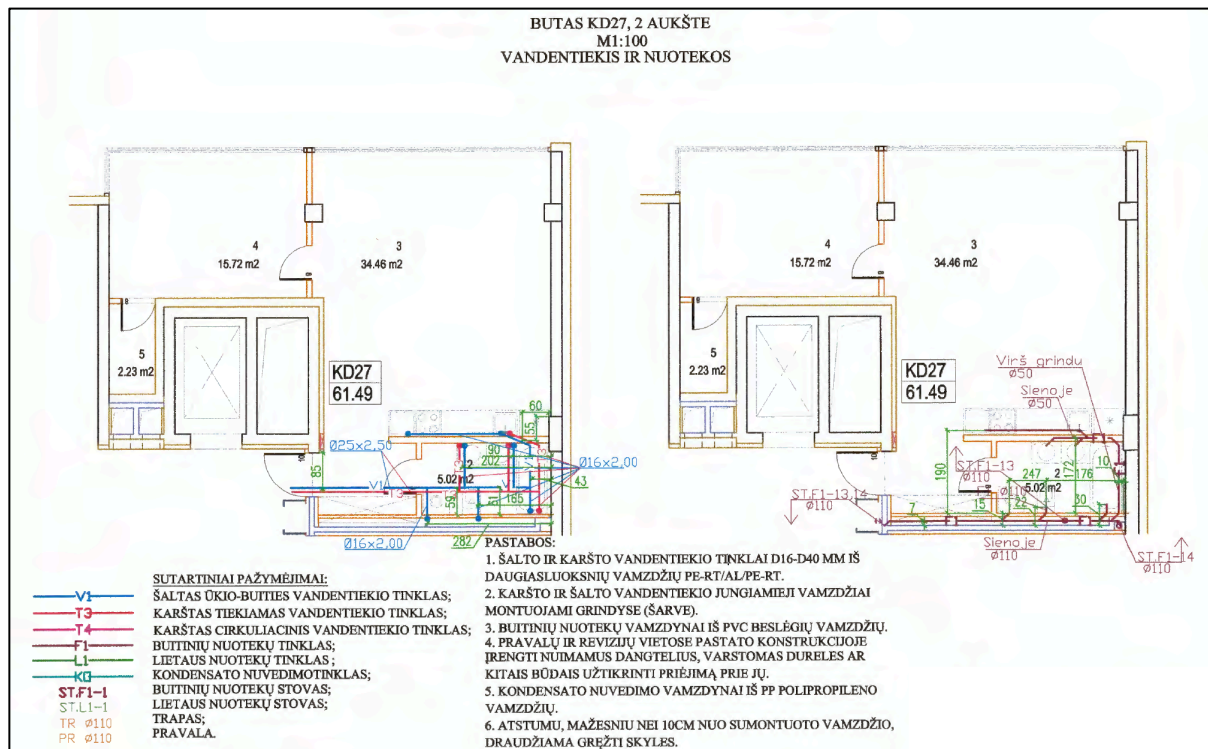 BUTAS KD27, 2 AUKŠTE
M1:100
VANDENTIEKIS IR NUOTEKOS
4
15.72 m2
3
34.46 m2
5
2.23 m2
KD27
61.49
60
55
Ø25x2.50
90
202
2
5.02 m2
Ø16x2.00
43
85
V1
T3
T3
59
51
165
Ø16x2.00
282
4
15.72 m2
3
34.46 m2
5
2.23 m2
KD27
61.49
Virš grindu
Ø50
Sienoje
Ø50
190
ST.F1-13
Ø110
172
10
247
2
176
5.02 m2
ST.F1-13,14
Ø110
7
15
22
30
Sienoje
Ø110
ST.F1-14
Ø110
SUTARTINIAI PAŽYMĖJIMAI:
V1 ŠALTAS ŪKIO-BUITIES VANDENTIEKIO TINKLAS;
T3 KARŠTAS TIEKIAMAS VANDENTIEKIO TINKLAS;
T4 KARŠTAS CIRKULIACINIS VANDENTIEKIO TINKLAS;
F1 BUITINIŲ NUOTEKŲ TINKLAS;
L1 LIETAUS NUOTEKŲ TINKLAS ;
KD KONDENSATO NUVEDIMOTINKLAS;
ST.F1-1 BUITINIŲ NUOTEKŲ STOVAS;
ST.L1-1 LIETAUS NUOTEKŲ STOVAS;
TR Ø110 TRAPAS;
PR Ø110 PRAVALA.
PASTABOS:
1. ŠALTO IR KARŠTO VANDENTIEKIO TINKLAI D16-D40 MM IŠ
DAUGIASLUOKSNIŲ VAMZDŽIŲ PE-RT/AL/PE-RT.
2. KARŠTO IR ŠALTO VANDENTIEKIO JUNGIAMIEJI VAMZDŽIAI
MONTUOJAMI GRINDYSE (ŠARVE).
3. BUITINIŲ NUOTEKŲ VAMZDYNAI IŠ PVC BESLĖGIŲ VAMZDŽIŲ.
4. PRAVALŲ IR REVIZIJŲ VIETOSE PASTATO KONSTRUKCIJOJE
ĮRENGTI NUIMAMUS DANGTELIUS, VARSTOMAS DURELES AR
KITAIS BŪDAIS UŽTIKRINTI PRIĖJIMĄ PRIE JŲ.
5. KONDENSATO NUVEDIMO VAMZDYNAI IŠ PP POLIPROPILENO
VAMZDŽIŲ.
6. ATSTUMU, MAŽESNIU NEI 10CM NUO SUMONTUOTO VAMZDŽIO,
DRAUDŽIAMA GRĘŽTI SKYLES.